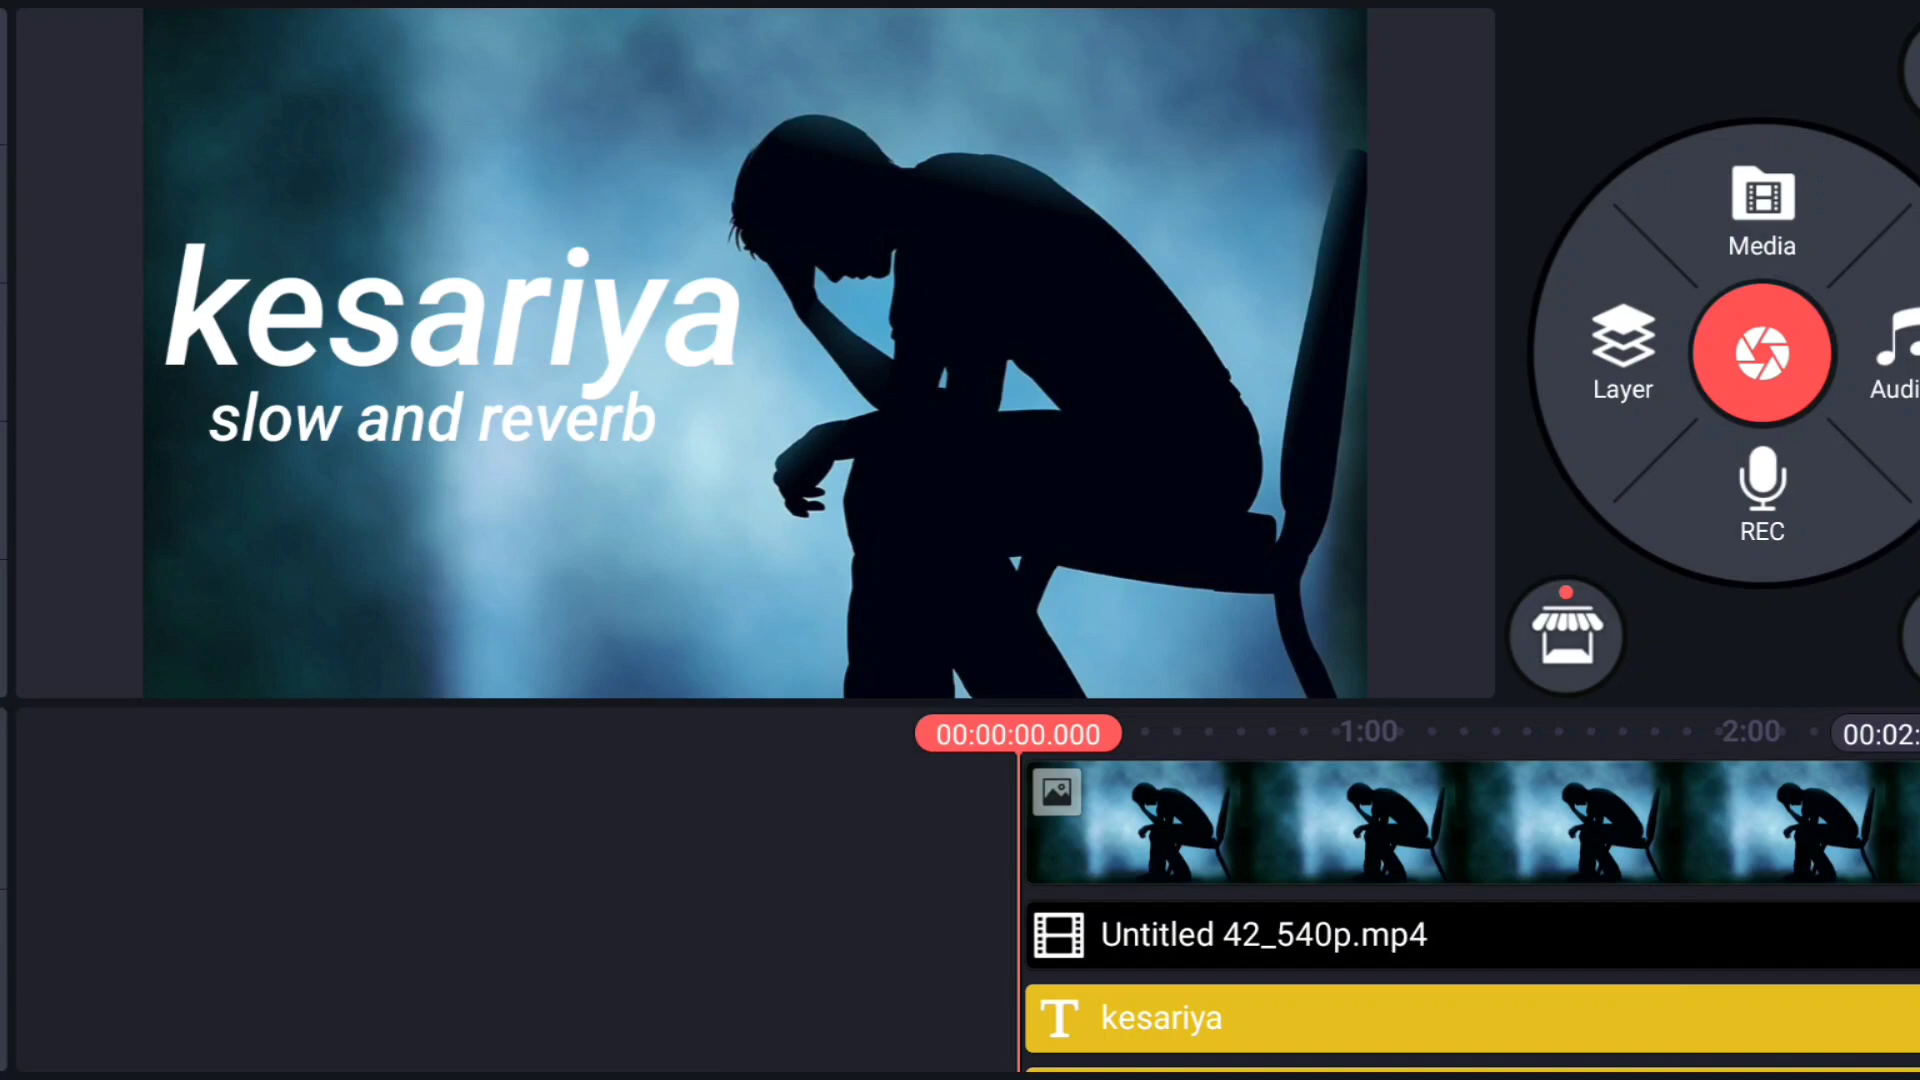 kesariya
slow and reverb
Media
Layer
Audi
REC
00:00:00.000
1:00
2:00
00:02:
Untitled 42_540p.mp4
T kesariya